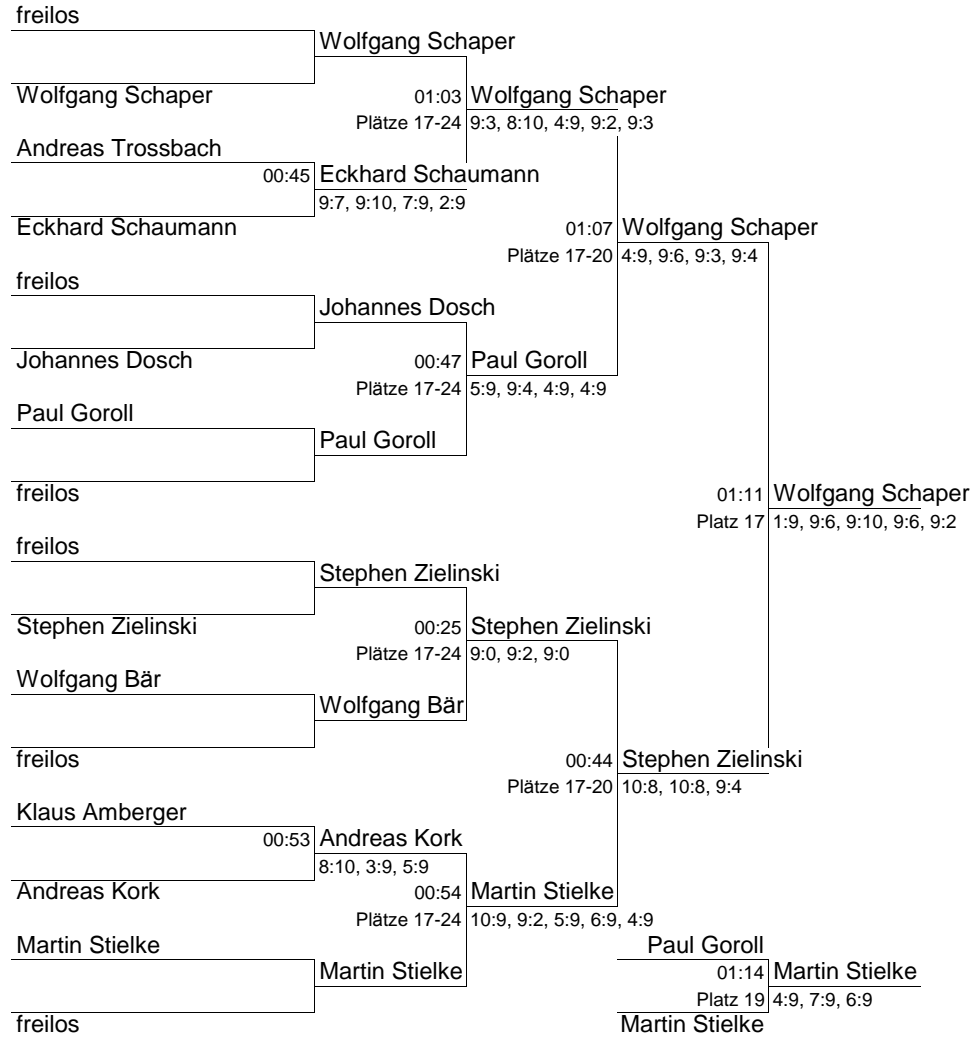 freilos
Wolfgang Schaper
Wolfgang Schaper
01:03 Wolfgang Schaper
Plätze 17-24 9:3, 8:10, 4:9, 9:2, 9:3
Andreas Trossbach
00:45 Eckhard Schaumann
9:7, 9:10, 7:9, 2:9
Eckhard Schaumann
01:07 Wolfgang Schaper
Plätze 17-20 4:9, 9:6, 9:3, 9:4
freilos
Johannes Dosch
Johannes Dosch
00:47 Paul Goroll
Plätze 17-24 5:9, 9:4, 4:9, 4:9
Paul Goroll
Paul Goroll
freilos
01:11 Wolfgang Schaper
Platz 17 1:9, 9:6, 9:10, 9:6, 9:2
freilos
Stephen Zielinski
Stephen Zielinski
00:25 Stephen Zielinski
Plätze 17-24 9:0, 9:2, 9:0
Wolfgang Bär
Wolfgang Bär
freilos
00:44 Stephen Zielinski
Plätze 17-20 10:8, 10:8, 9:4
Klaus Amberger
00:53 Andreas Kork
8:10, 3:9, 5:9
Andreas Kork
00:54 Martin Stielke
Plätze 17-24 10:9, 9:2, 5:9, 6:9, 4:9
Martin Stielke
Paul Goroll
Martin Stielke
01:14 Martin Stielke
Platz 19 4:9, 7:9, 6:9
freilos
Martin Stielke